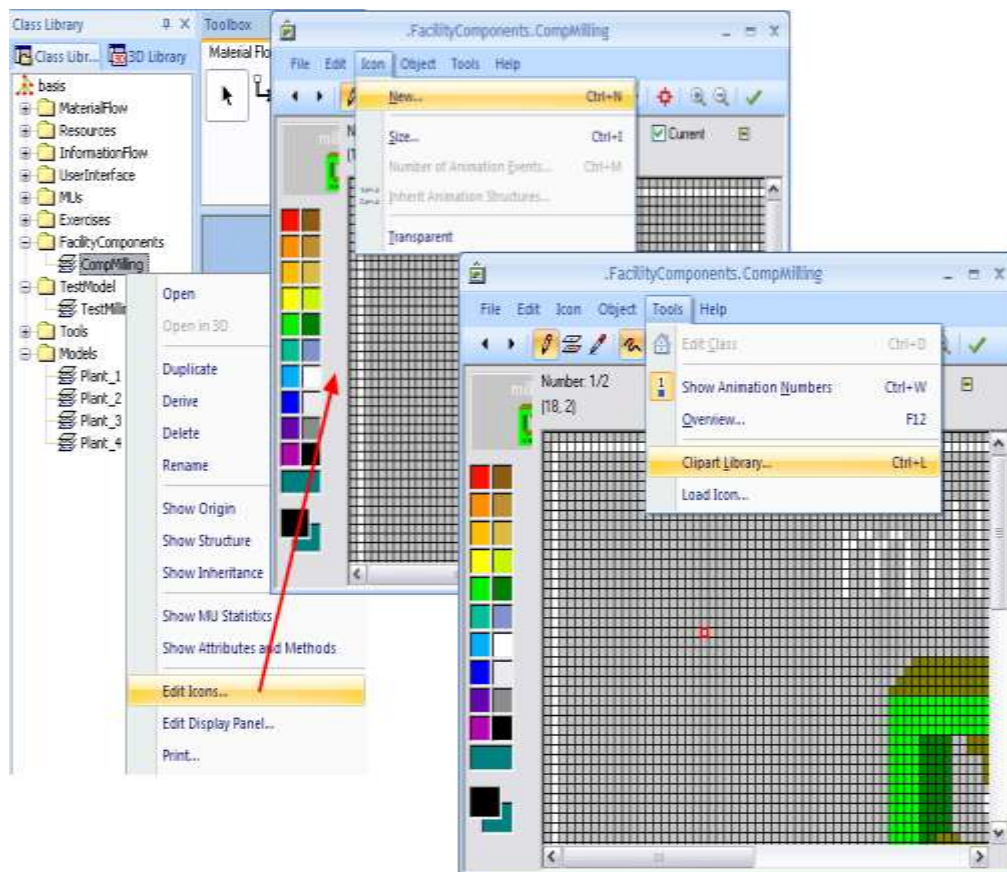 Class Library
Class Libr...
3D Library
basis
MaterialFlow
Resources
InformationFlow
UserInterface
MUs
Exercises
FacilityComponents
CompMilling
TestModel
Tools
Models
Plant_1
Plant_2
Plant_3
Plant_4
Open
Open in 3D
Duplicate
Derive
Delete
Rename
Show Origin
Show Structure
Show Inheritance
Show MU Statistics
Show Attributes and Methods
Edit Icons...
Edit Display Panel...
Print...
Toolbox
Material Flo
.FacilityComponents.CompMilling
File Edit Icon Object Tools Help
New... Ctrl+N
Size... Ctrl+I
Number of Animation Events... Ctrl+M
Inherit Animation Structures...
Transparent
Current
.FacilityComponents.CompMilling
File Edit Icon Object Tools Help
Edit Class Ctrl+D
Show Animation Numbers Ctrl+W
Overview... F12
Clipart Library... Ctrl+L
Load Icon...
Number: 1/2
(18, 2)